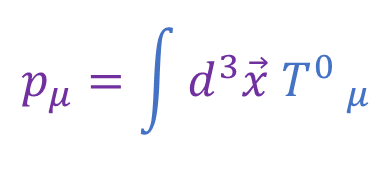 p_μ = ∫ d³x⃗ T⁰_μ